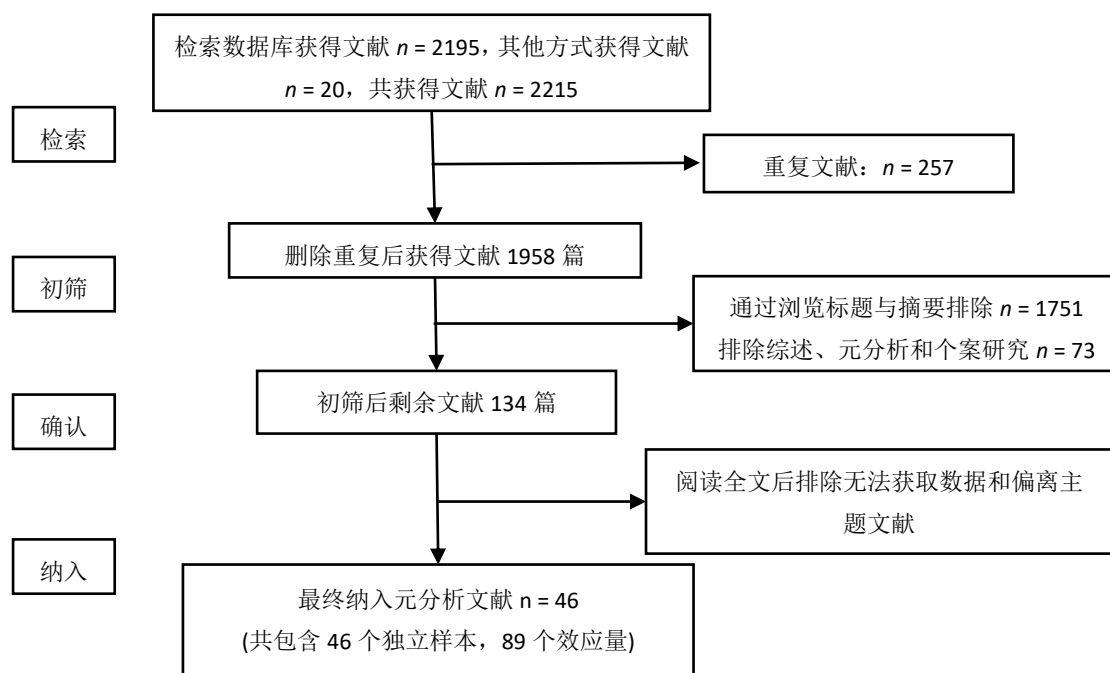 检索数据库获得文献 n = 2195，其他方式获得文献
n = 20，共获得文献 n = 2215
检索
重复文献：n = 257
删除重复后获得文献 1958 篇
初筛
通过浏览标题与摘要排除 n = 1751
排除综述、元分析和个案研究 n = 73
初筛后剩余文献 134 篇
确认
阅读全文后排除无法获取数据和偏离主
题文献
纳入
最终纳入元分析文献 n = 46
(共包含 46 个独立样本，89 个效应量)